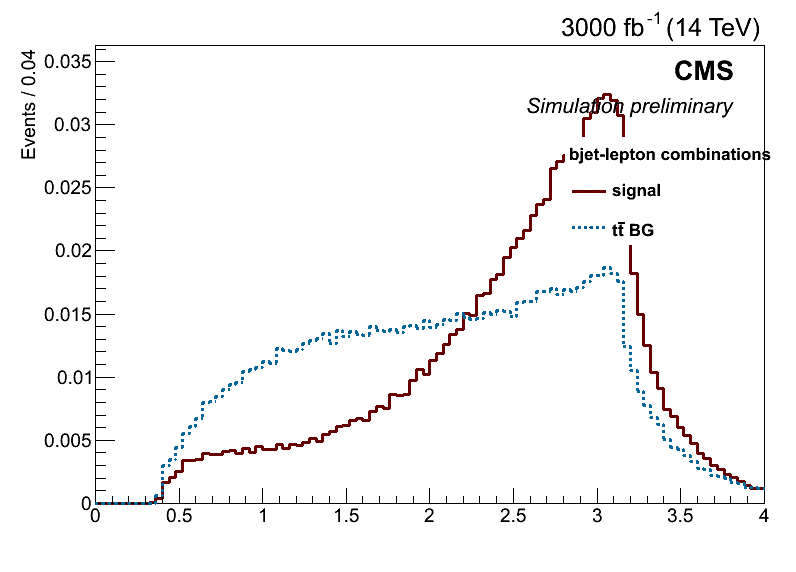 3000 fb⁻¹ (14 TeV)
Events / 0.04
CMS
Simulation preliminary
bjet-lepton combinations
signal
tt̄ BG
0.035
0.03
0.025
0.02
0.015
0.01
0.005
0
0 0.5 1 1.5 2 2.5 3 3.5 4